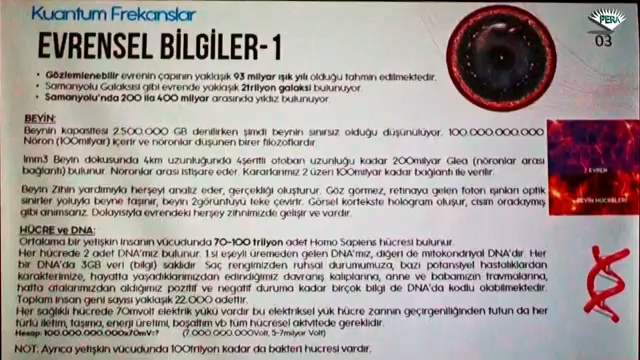 Kuantum Frekanslar
EVRENSEL BİLGİLER-1
PERA
03
• Gözlemlenebilir evrenin çapının yaklaşık 93 milyar ışık yılı olduğu tahmin edilmektedir.
• Samanyolu Galaksisi gibi evrende yaklaşık 2trilyon galaksi bulunuyor.
• Samanyolu'nda 200 ila 400 milyar arasında yıldız bulunuyor.
BEYİN:
Beynin kapasitesi 2.500.000 GB denilirken şimdi beynin sınırsız olduğu düşünülüyor. 100.000.000.000
Nöron (100milyar) içerir ve nöronlar düşünen birer filozoflardır.
1mm3 Beyin dokusunda 4km uzunluğunda 4şeritli otoban uzunluğu kadar 200milyar Glea (nöronlar arası
bağlantı) bulunur. Nöronlar arası istişare eder. Kararlarımız 2 üzeri 100milyar kadar bağlantı ile verilir.
Beyin Zihin yardımıyla herşeyi analiz eder, gerçekliği oluşturur. Göz görmez, retinaya gelen foton ışınları optik
sinirler yoluyla beyne taşınır, beyin 2görüntüyü teke çevirir. Görsel kortekste hologram oluşur, cisim oradaymış
gibi anımsarız. Dolayısıyla evrendeki herşey zihnimizde gelişir ve vardır.
? EVREN
BEYİN HÜCRELERİ
HÜCRE ve DNA:
Ortalama bir yetişkin insanın vücudunda 70-100 trilyon adet Homo Sapiens hücresi bulunur.
Her hücrede 2 adet DNA'mız bulunur. 1.si eşeyli üremeden gelen DNA'mız, diğeri de mitokondriyal DNA'dır. Her
bir DNA'da 3GB veri (bilgi) saklıdır. Saç rengimizden ruhsal durumumuza, bazı potansiyel hastalıklardan
karakterimize, hayatta yaşadıklarımızdan edindiğimiz davranış kalıplarına, anne ve babamızın travmalarına,
hatta atalarımızdan aldığımız pozitif ve negatif duruma kadar birçok bilgi de DNA'da kodlu olabilmektedir.
Toplam insan geni sayısı yaklaşık 22.000 adettir.
Her sağlıklı hücrede 70mvolt elektrik yükü vardır bu elektriksel yük hücre zarının geçirgenliğinden tutun da her
türlü iletim, taşıma, enerji üretimi, boşaltım vb tüm hücresel aktivitede gereklidir.
Hesap: 100.000.000.000x70mV=? (7.000.000.000Volt, 5-7milyar Volt)
NOT: Ayrıca yetişkin vücudunda 100trilyon kadar da bakteri hücresi vardır.